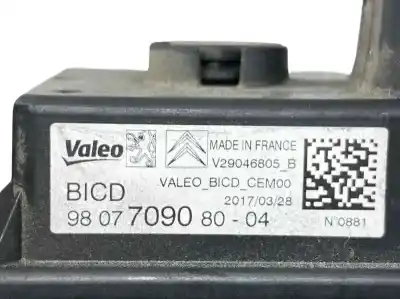 Valeo MADE IN FRANCE
V29046805_B
VALEO_BICD_CEM00
BICD 2017/03/28
98 07 7090 80 - 04 N°0881